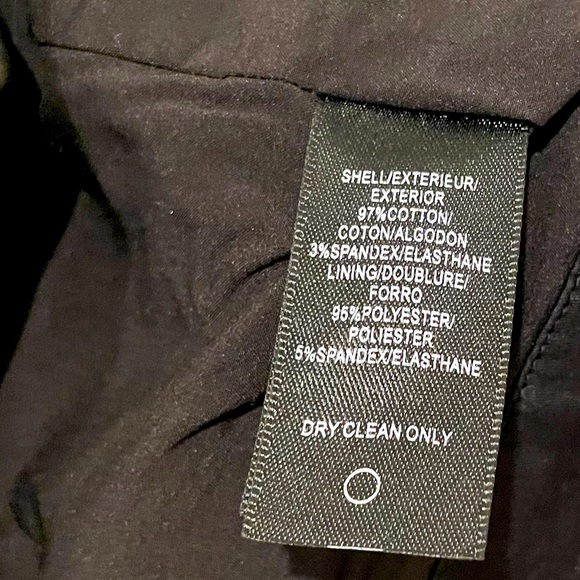 SHELL/EXTERIEUR/
EXTERIOR
97%COTTON/
COTON/ALGODON
3%SPANDEX/ELASTHANE
LINING/DOUBLURE/
FORRO
95%POLYESTER/
POLIESTER
5%SPANDEX/ELASTHANE
DRY CLEAN ONLY